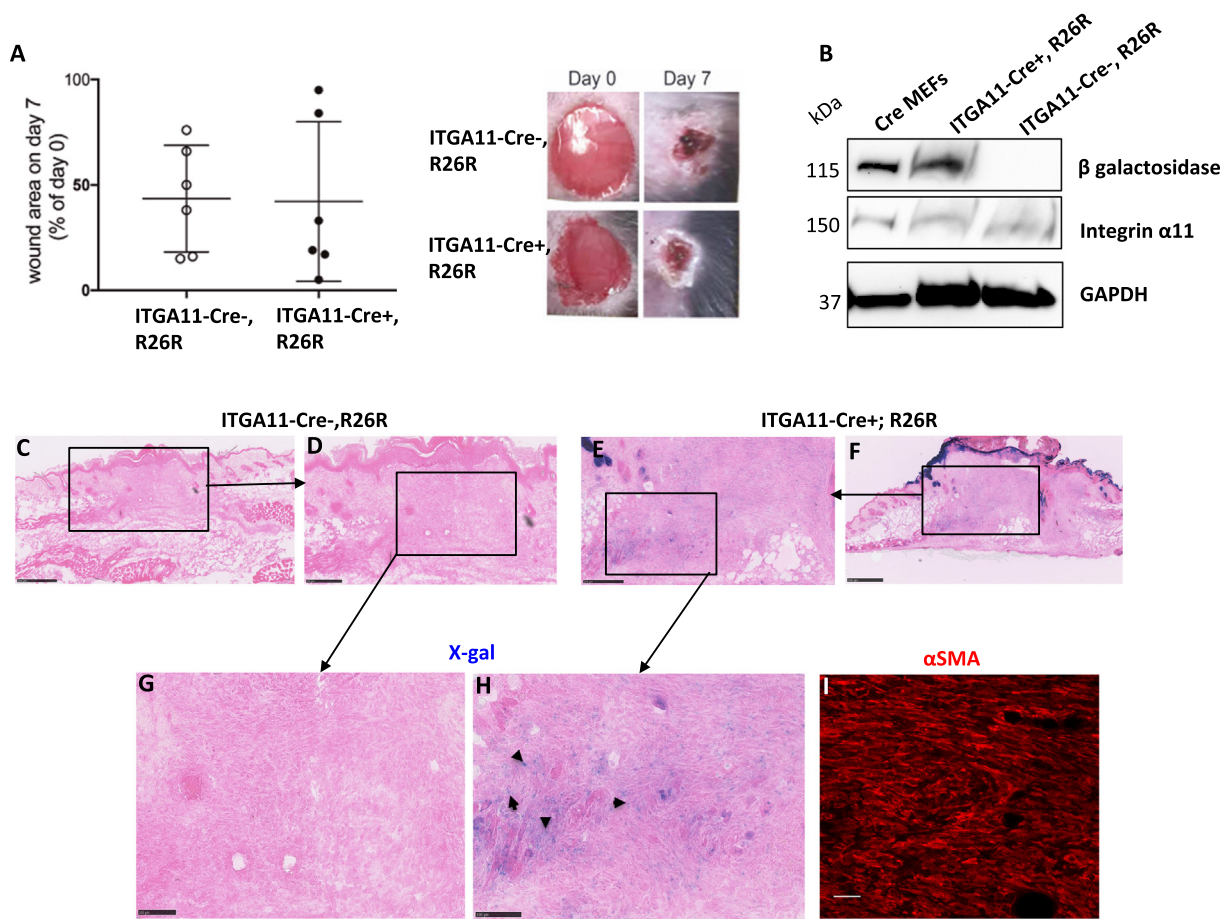 A
wound area on day 7
(% of day 0)
100
50
0
ITGA11-Cre-,
R26R
ITGA11-Cre+,
R26R
Day 0
Day 7
ITGA11-Cre-,
R26R
ITGA11-Cre+,
R26R
B
kDa
Cre MEFs
ITGA11-Cre+, R26R
ITGA11-Cre-, R26R
115
β galactosidase
150
Integrin α11
37
GAPDH
ITGA11-Cre-,R26R
ITGA11-Cre+; R26R
C
D
E
F
X-gal
αSMA
G
H
I